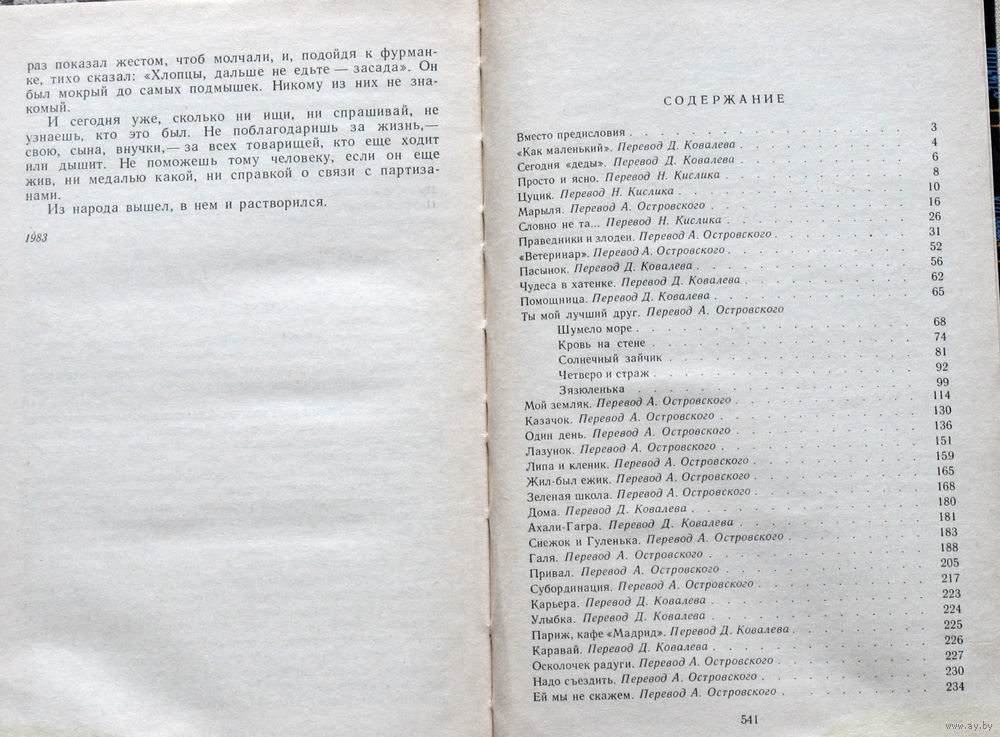 раз показал жестом, чтоб молчали, и, подойдя к фурман-
ке, тихо сказал: «Хлопцы, дальше не едьте — засада». Он
был мокрый до самых подмышек. Никому из них не зна-
комый.
И сегодня уже, сколько ни ищи, ни спрашивай, не
узнаешь, кто это был. Не поблагодаришь за жизнь,—
свою, сына, внучки,— за всех товарищей, кто еще ходит
или дышит. Не поможешь тому человеку, если он еще
жив, ни медалью какой, ни справкой о связи с партиза-
нами.
Из народа вышел, в нем и растворился.
1983
СОДЕРЖАНИЕ
Вместо предисловия . . . 3
«Как маленький». Перевод Д. Ковалева . . . 4
Сегодня «деды». Перевод Д. Ковалева . . . 6
Просто и ясно. Перевод Н. Кислика . . . 8
Цуцик. Перевод Н. Кислика . . . 10
Марыля. Перевод А. Островского . . . 16
Словно не та... Перевод Н. Кислика . . . 26
Праведники и злодеи. Перевод А. Островского . . . 31
«Ветеринар». Перевод А. Островского . . . 52
Пасынок. Перевод Д. Ковалева . . . 56
Чудеса в хатенке. Перевод Д. Ковалева . . . 62
Помощница. Перевод Д. Ковалева . . . 65
Ты мой лучший друг. Перевод А. Островского
Шумело море . . . 68
Кровь на стене . . . 74
Солнечный зайчик . . . 81
Четверо и страж . . . 92
Зязюленька . . . 99
Мой земляк. Перевод А. Островского . . . 114
Казачок. Перевод А. Островского . . . 130
Один день. Перевод А. Островского . . . 136
Лазунок. Перевод А. Островского . . . 151
Липа и кленик. Перевод А. Островского . . . 159
Жил-был ежик. Перевод А. Островского . . . 165
Зеленая школа. Перевод А. Островского . . . 168
Дома. Перевод Д. Ковалева . . . 180
Ахали-Гагра. Перевод Д. Ковалева . . . 181
Снежок и Гуленька. Перевод А. Островского . . . 183
Галя. Перевод А. Островского . . . 188
Привал. Перевод А. Островского . . . 205
Субординация. Перевод А. Островского . . . 217
Карьера. Перевод Д. Ковалева . . . 223
Улыбка. Перевод Д. Ковалева . . . 224
Париж, кафе «Мадрид». Перевод Д. Ковалева . . . 225
Каравай. Перевод Д. Ковалева . . . 226
Осколочек радуги. Перевод А. Островского . . . 227
Надо съездить. Перевод А. Островского . . . 230
Ей мы не скажем. Перевод А. Островского . . . 234
541
www.ay.by